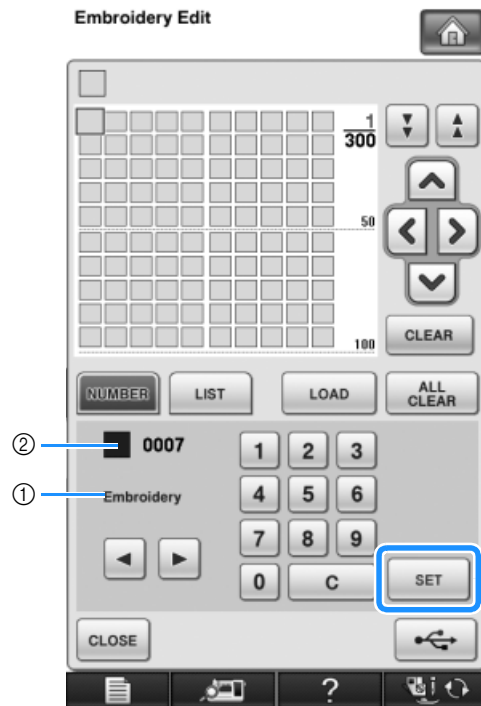 Embroidery Edit
1
300
50
100
CLEAR
NUMBER LIST LOAD ALL CLEAR
② 0007
① Embroidery
1 2 3
4 5 6
7 8 9
0 C SET
CLOSE
?